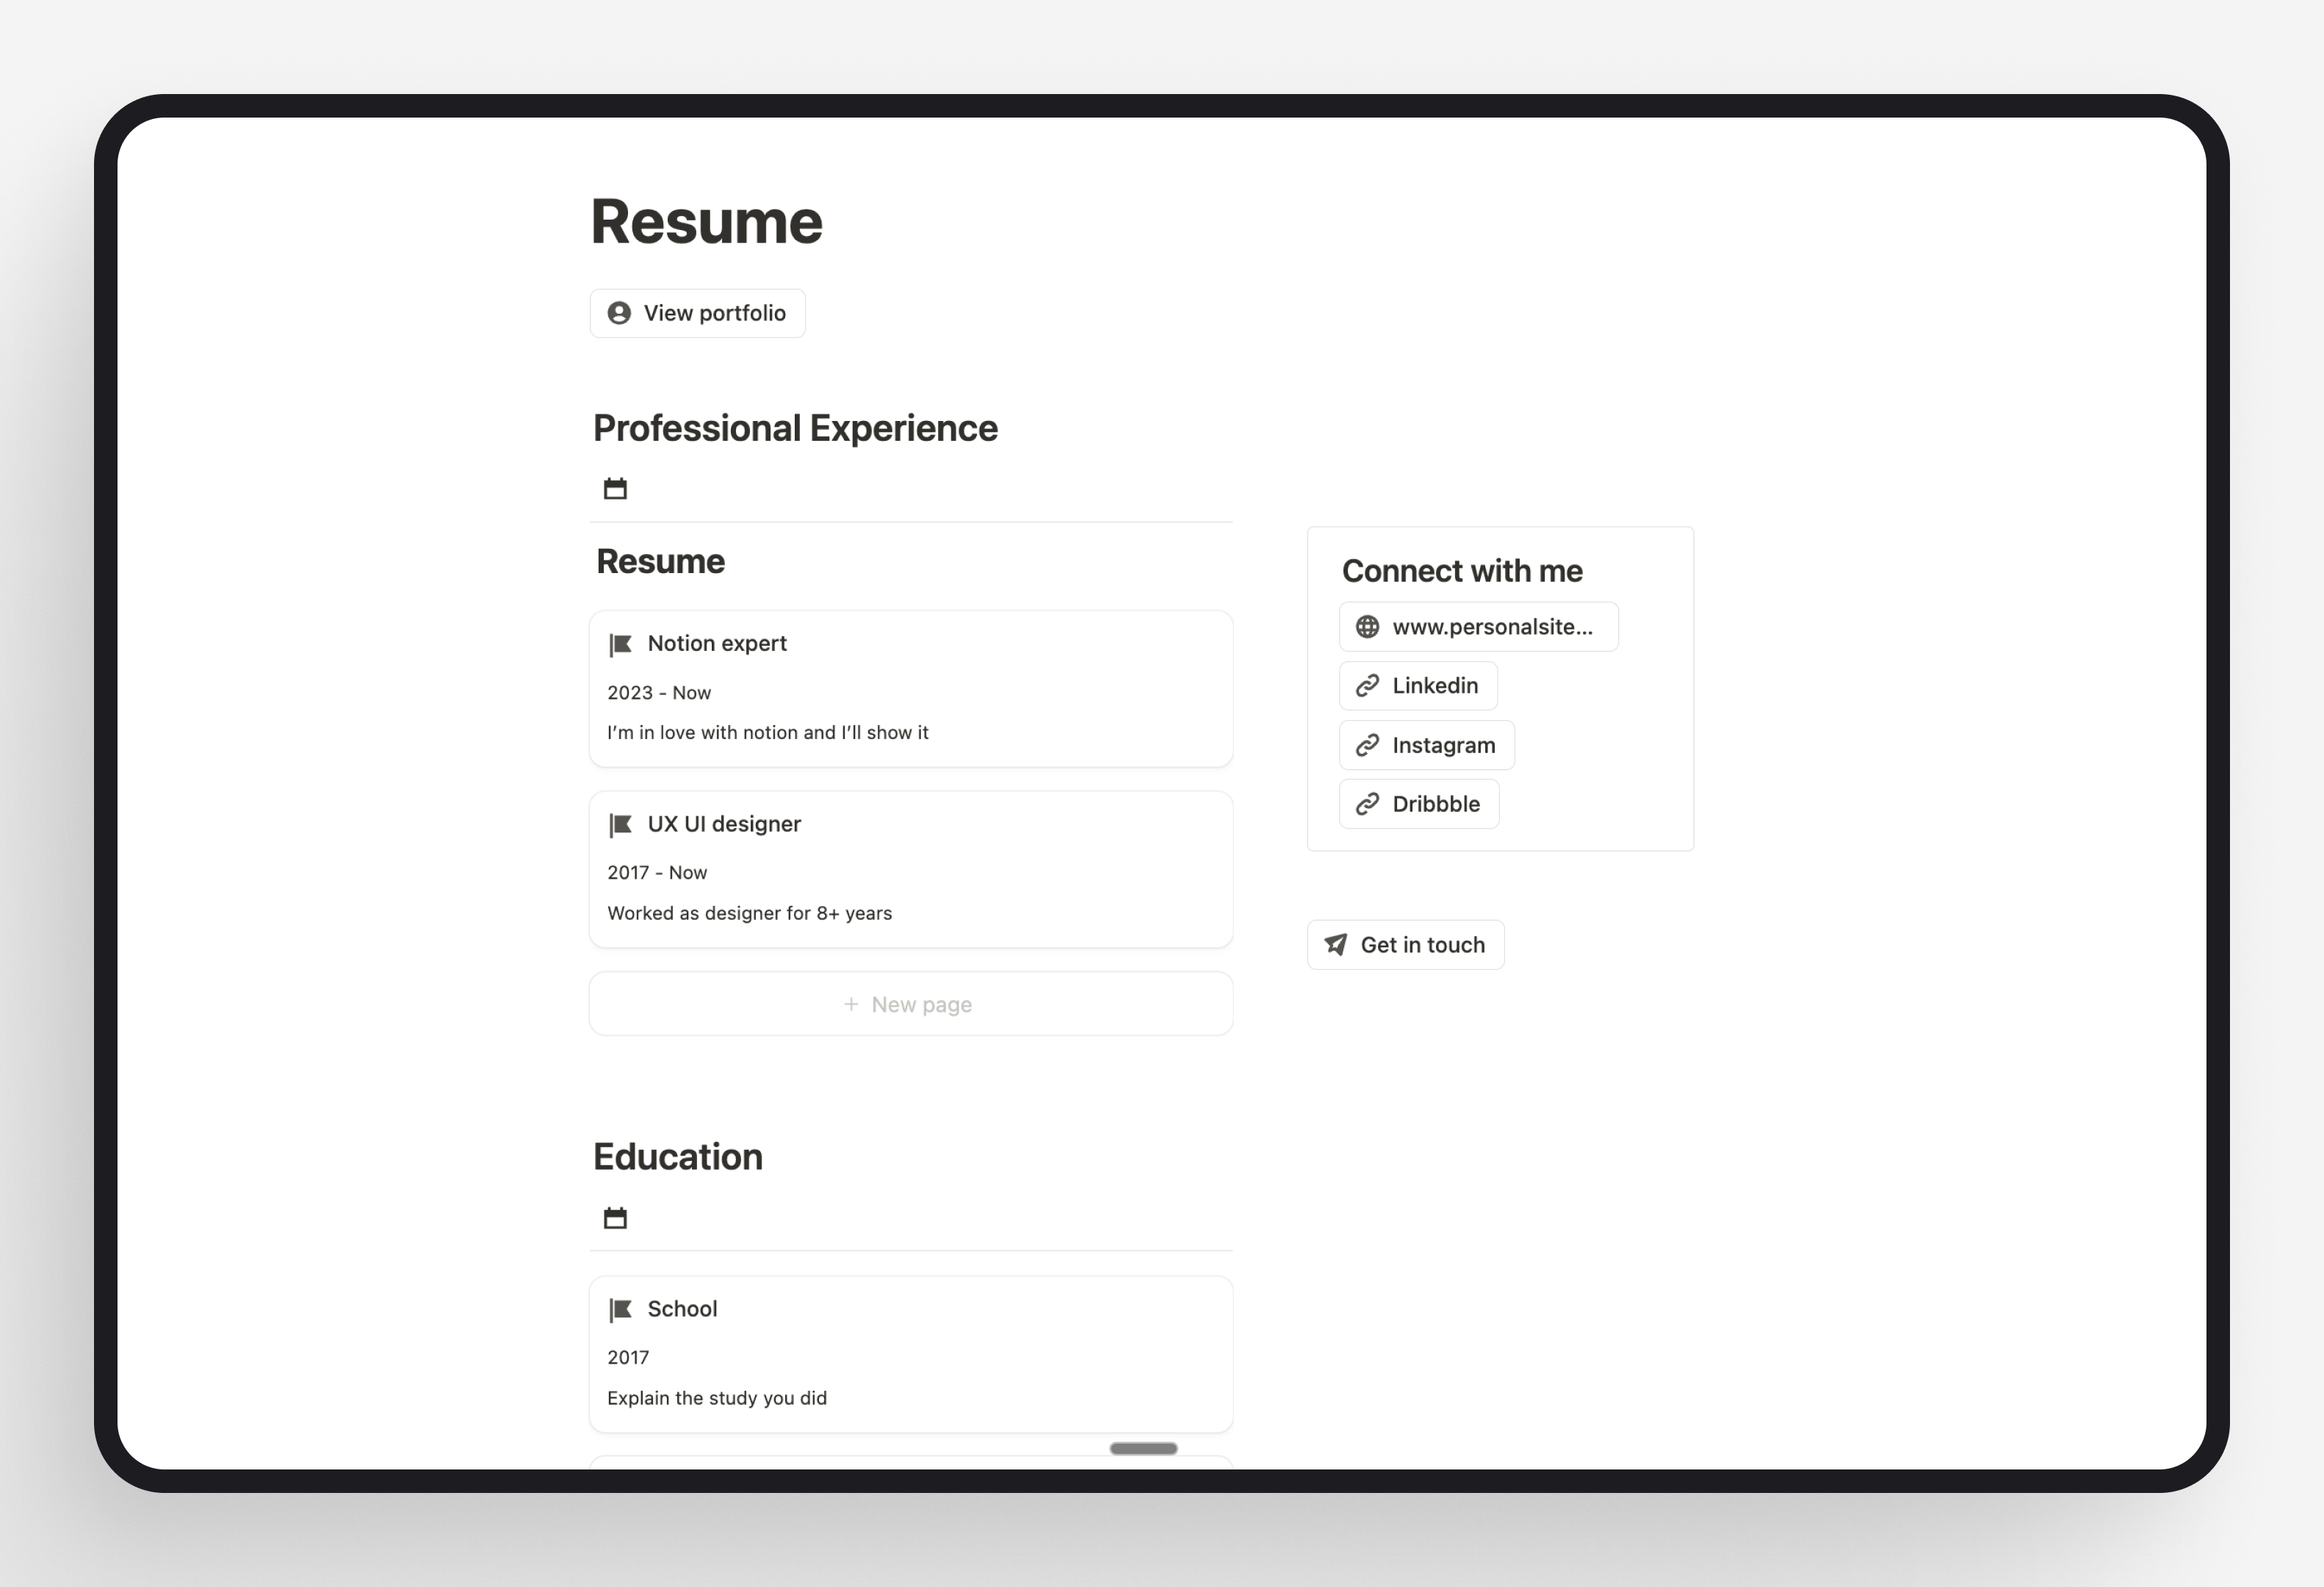 Resume
View portfolio
Professional Experience
Resume
Notion expert
2023 - Now
I’m in love with notion and I’ll show it
UX UI designer
2017 - Now
Worked as designer for 8+ years
+ New page
Connect with me
www.personalsite...
Linkedin
Instagram
Dribbble
Get in touch
Education
School
2017
Explain the study you did